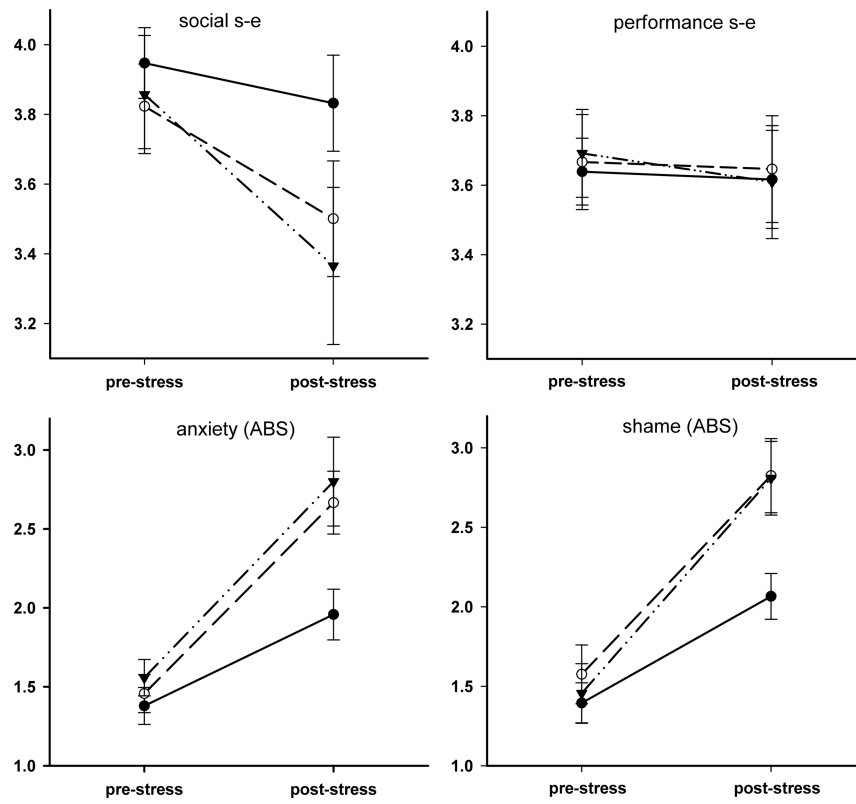 social s-e
4.0
3.8
3.6
3.4
3.2
pre-stress post-stress
performance s-e
4.0
3.8
3.6
3.4
3.2
pre-stress post-stress
anxiety (ABS)
3.0
2.5
2.0
1.5
1.0
pre-stress post-stress
shame (ABS)
3.0
2.5
2.0
1.5
1.0
pre-stress post-stress